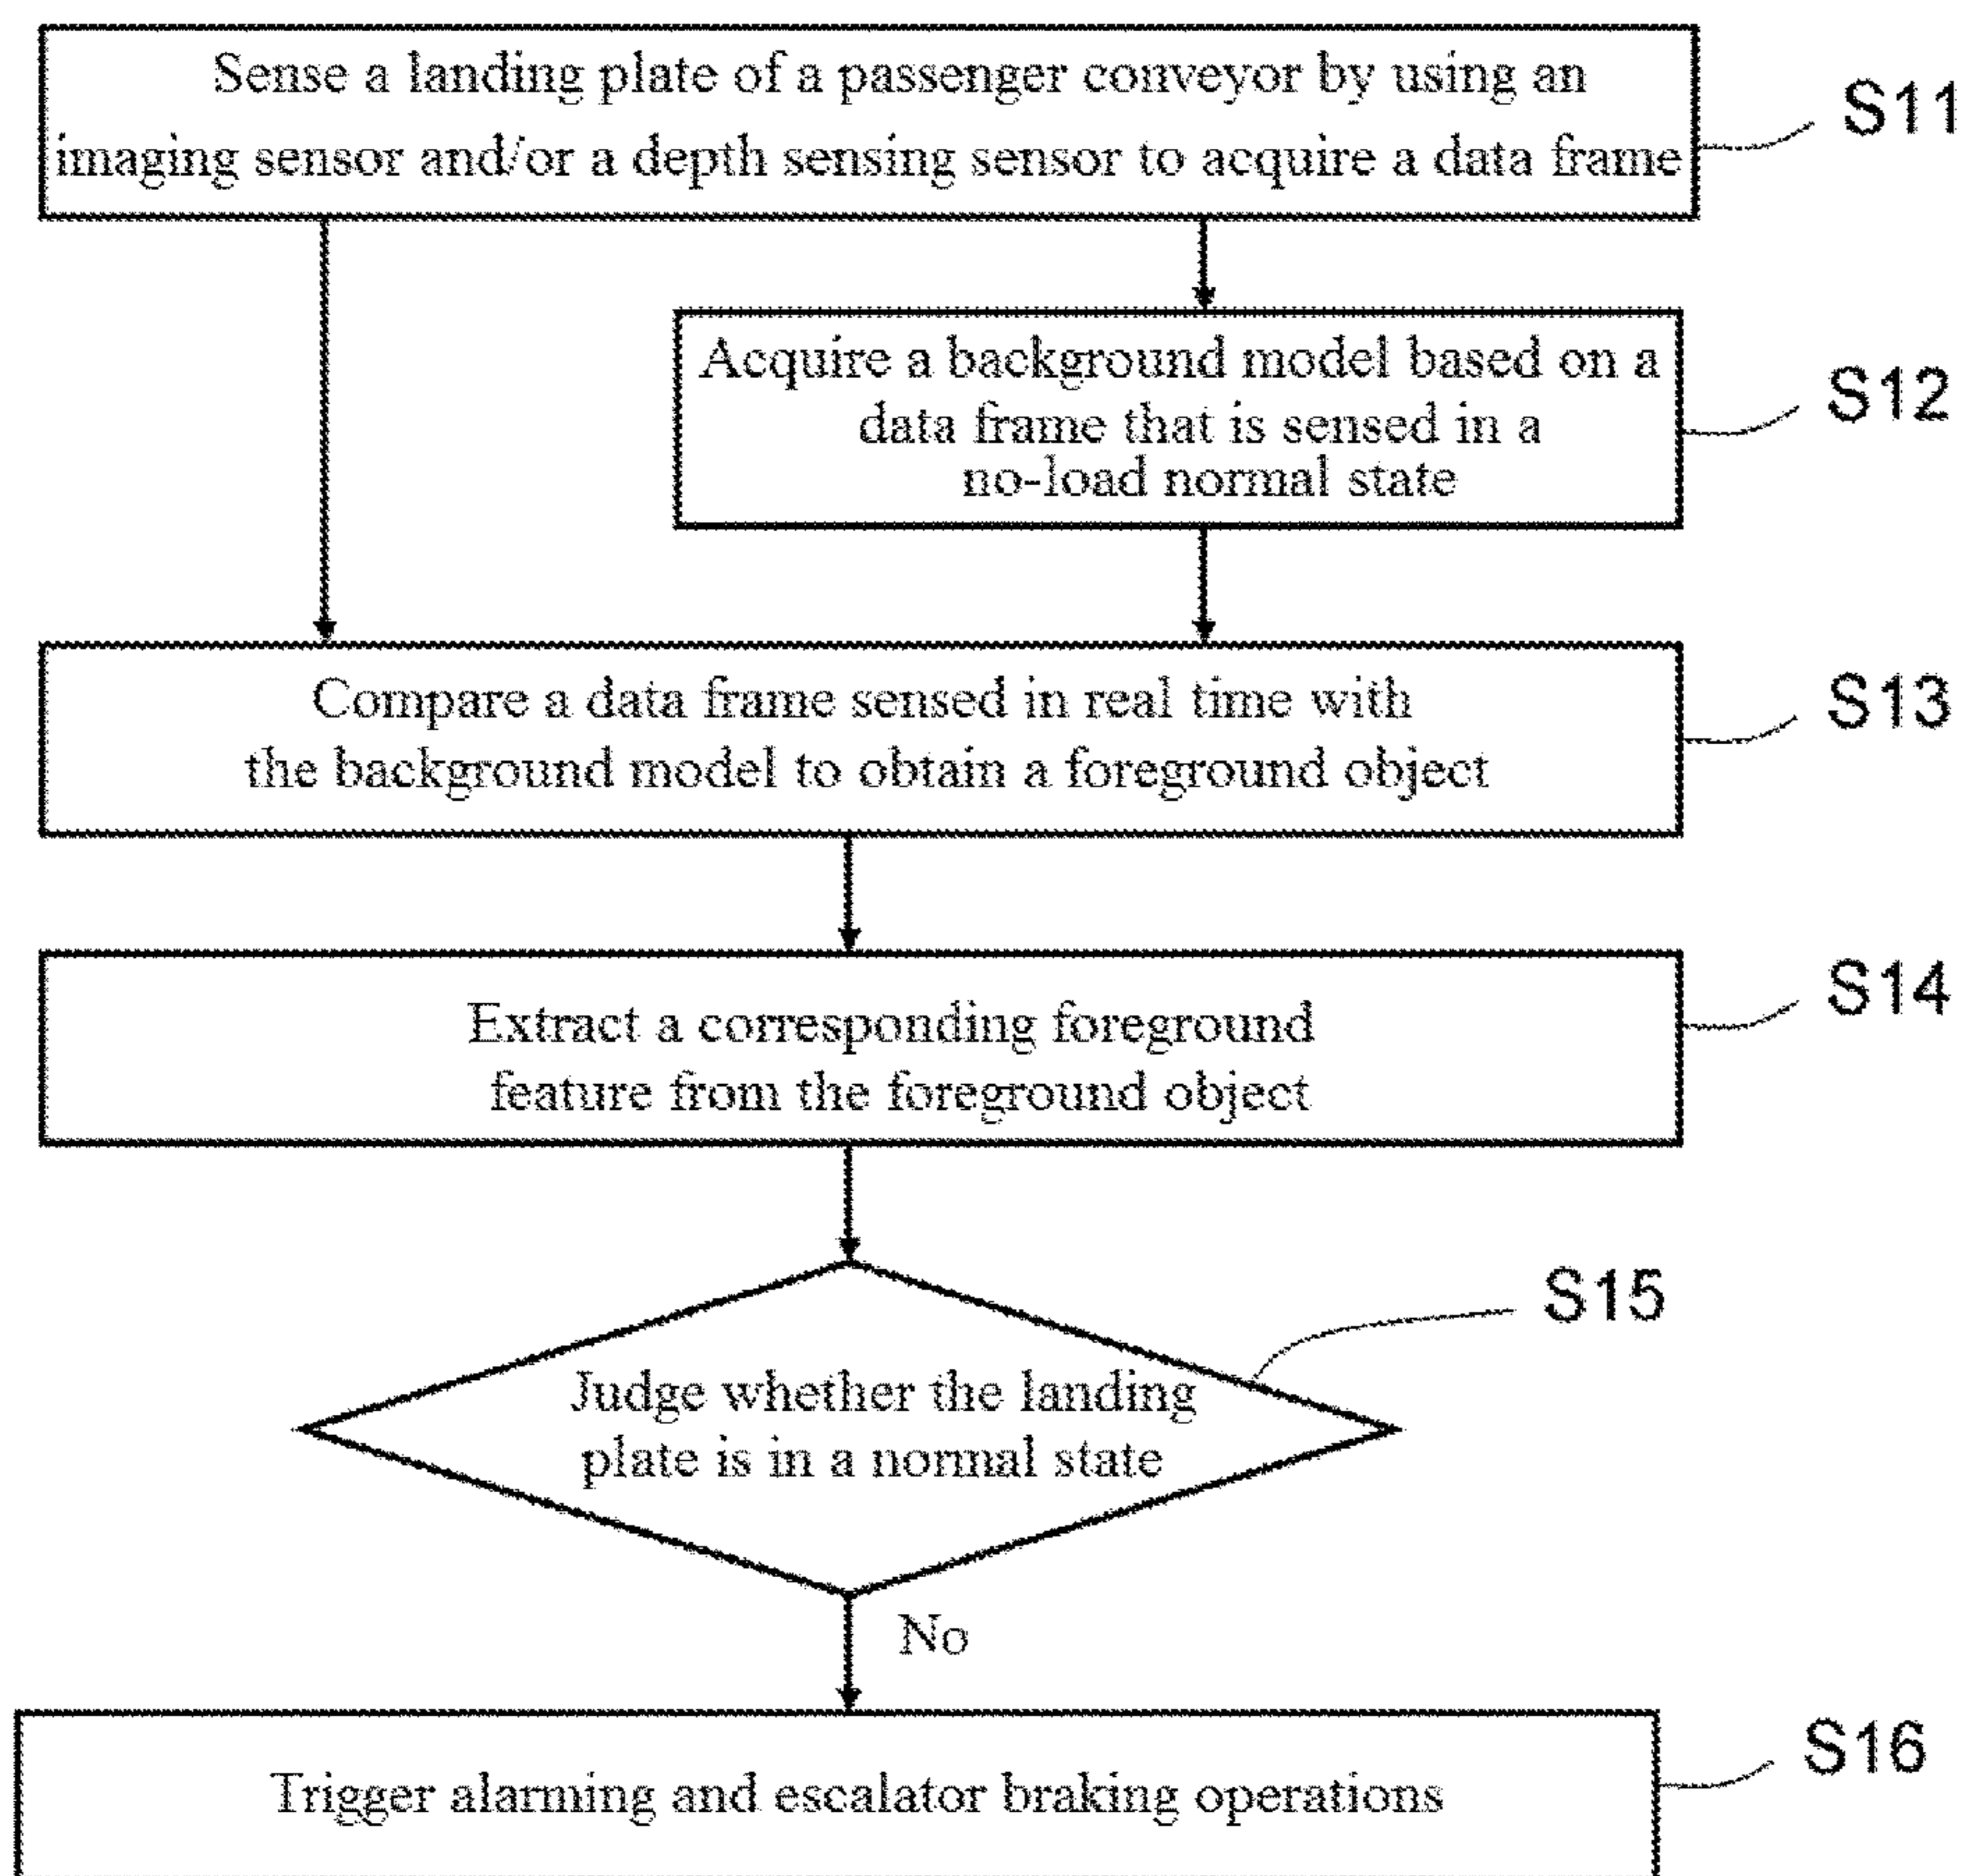 Sense a landing plate of a passenger conveyor by using an
imaging sensor and/or a depth sensing sensor to acquire a data frame
S11
Acquire a background model based on a
data frame that is sensed in a
no-load normal state
S12
Compare a data frame sensed in real time with
the background model to obtain a foreground object
S13
Extract a corresponding foreground
feature from the foreground object
S14
Judge whether the landing
plate is in a normal state
S15
No
Trigger alarming and escalator braking operations
S16